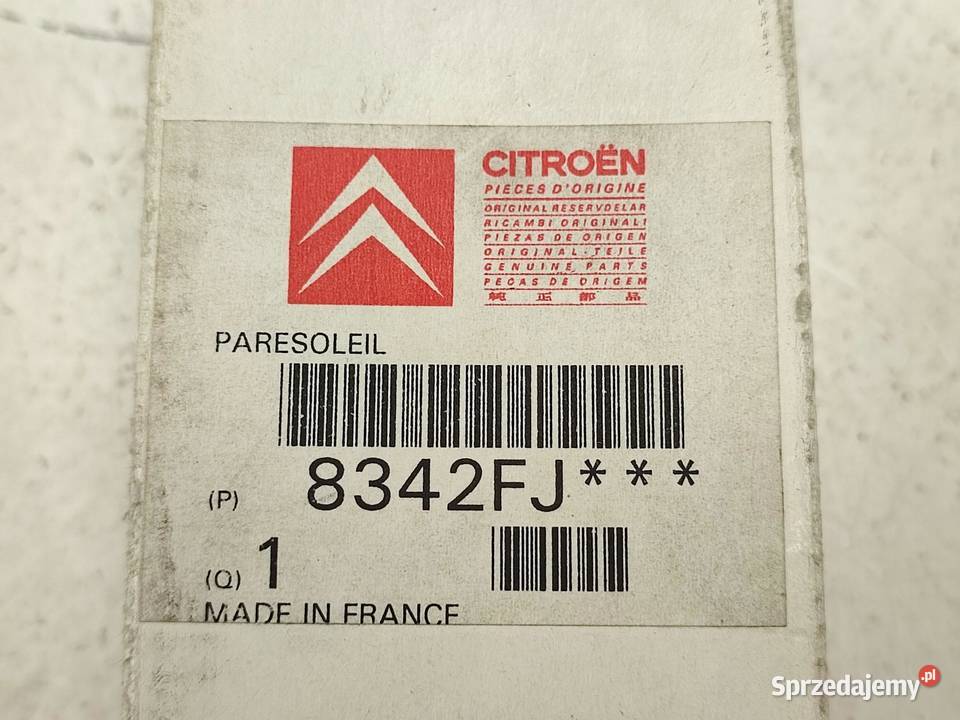 CITROËN
PIECES D'ORIGINE
ORIGINAL RESERVDELAR
RICAMBI ORIGINALI
PIEZAS DE ORIGEN
ORIGINAL-TEILE
GENUINE PARTS
PECAS DE ORIGEM
純正部品
PARESOLEIL
(P) 8342FJ***
(Q) 1
MADE IN FRANCE
Sprzedajemy.pl